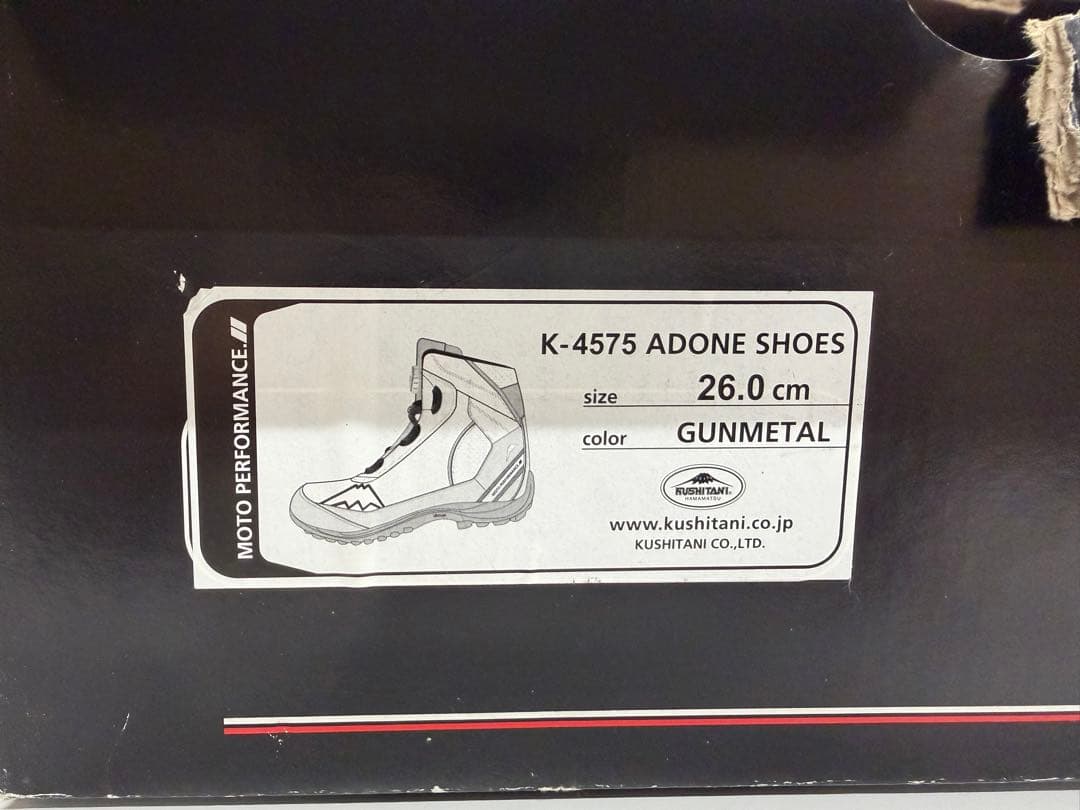 MOTO PERFORMANCE.
K-4575 ADONE SHOES
size 26.0 cm
color GUNMETAL
KUSHITANI
HAMAMATSU
www.kushitani.co.jp
KUSHITANI CO.,LTD.